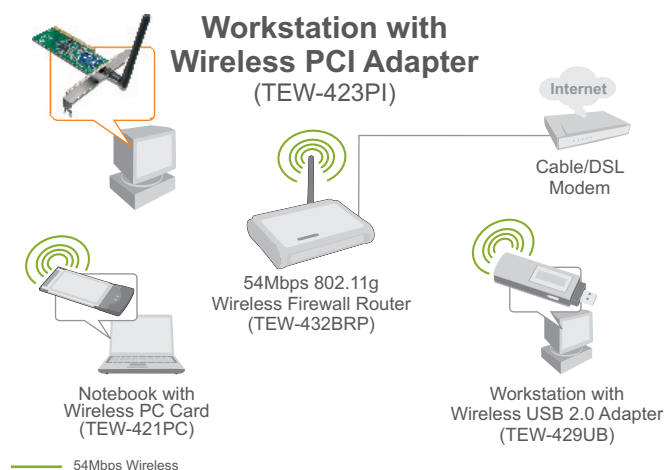 Workstation with
Wireless PCI Adapter
(TEW-423PI)
Internet
Cable/DSL
Modem
54Mbps 802.11g
Wireless Firewall Router
(TEW-432BRP)
Notebook with
Wireless PC Card
(TEW-421PC)
Workstation with
Wireless USB 2.0 Adapter
(TEW-429UB)
54Mbps Wireless